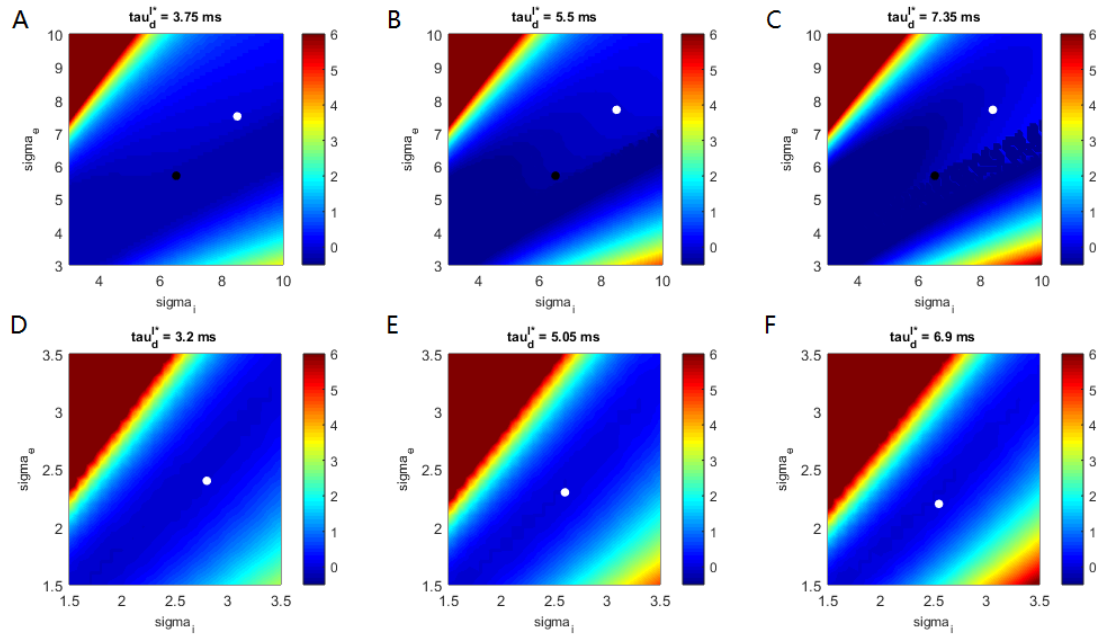 A
tau_d^I* = 3.75 ms
10
9
8
7
6
5
4
3
sigma_e
4 6 8 10
sigma_i
6
5
4
3
2
1
0
B
tau_d^I* = 5.5 ms
10
9
8
7
6
5
4
3
sigma_e
4 6 8 10
sigma_i
6
5
4
3
2
1
0
C
tau_d^I* = 7.35 ms
10
9
8
7
6
5
4
3
sigma_e
4 6 8 10
sigma_i
6
5
4
3
2
1
0
D
tau_d^I* = 3.2 ms
3.5
3
2.5
2
1.5
sigma_e
1.5 2 2.5 3 3.5
sigma_i
6
5
4
3
2
1
0
E
tau_d^I* = 5.05 ms
3.5
3
2.5
2
1.5
sigma_e
1.5 2 2.5 3 3.5
sigma_i
6
5
4
3
2
1
0
F
tau_d^I* = 6.9 ms
3.5
3
2.5
2
1.5
sigma_e
1.5 2 2.5 3 3.5
sigma_i
6
5
4
3
2
1
0